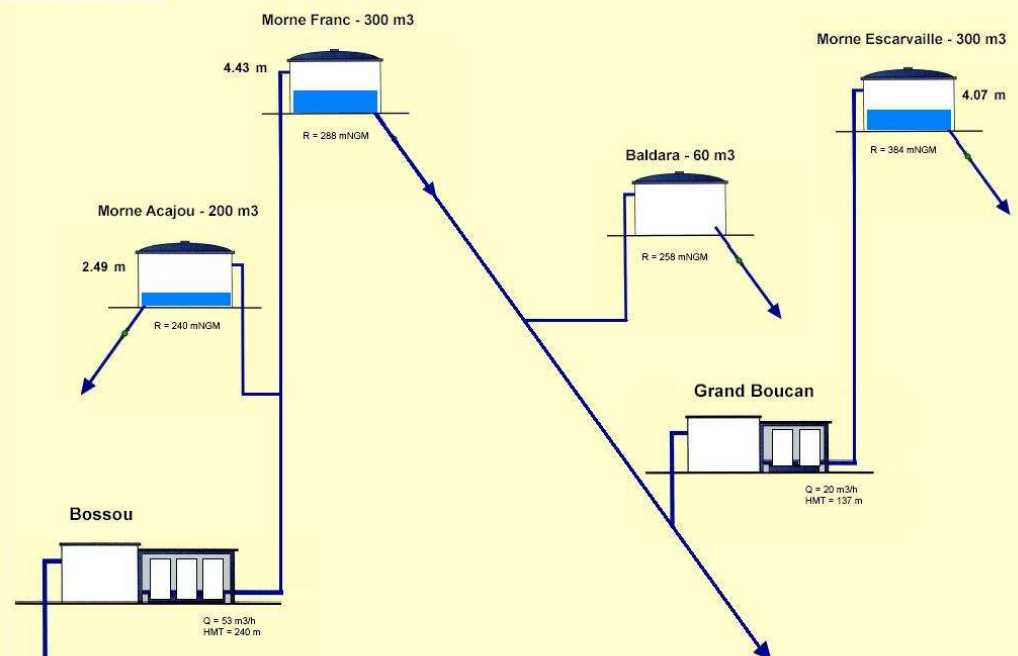 Morne Franc - 300 m3
4.43 m
R = 288 mNGM
Morne Escarvaille - 300 m3
4.07 m
R = 384 mNGM
Baldara - 60 m3
R = 258 mNGM
Morne Acajou - 200 m3
2.49 m
R = 240 mNGM
Grand Boucan
Q = 20 m3/h
HMT = 137 m
Bossou
Q = 53 m3/h
HMT = 240 m